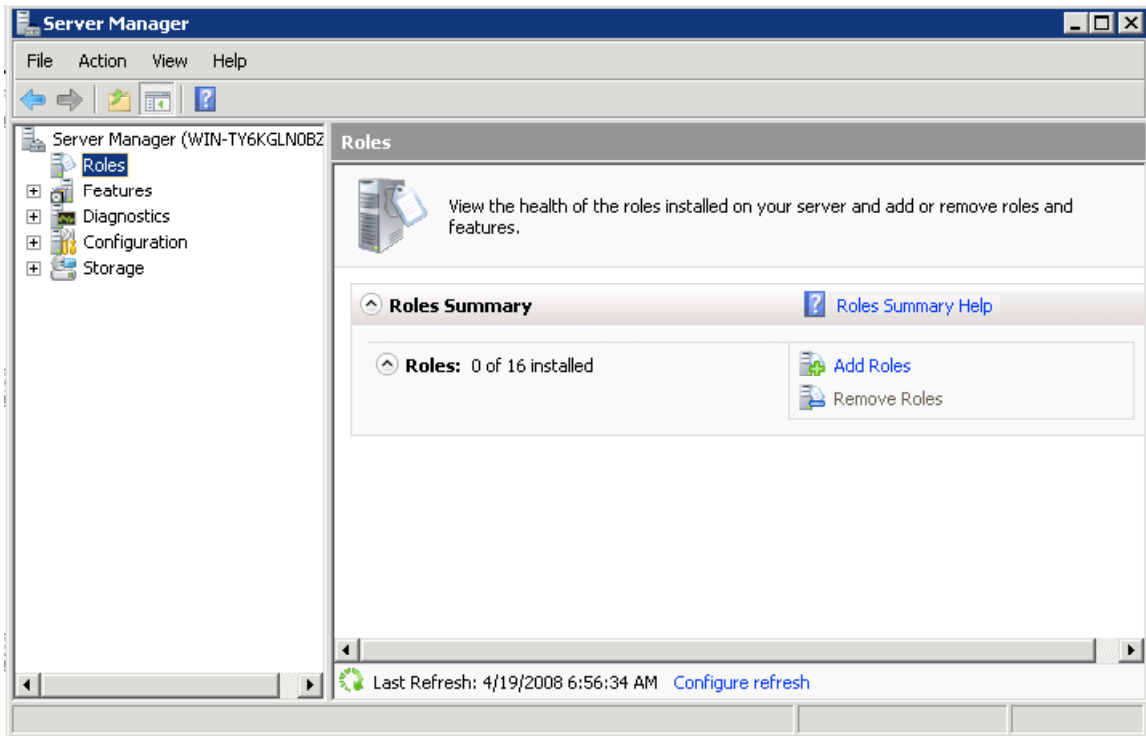 Server Manager
File Action View Help
Server Manager (WIN-TY6KGLN0BZ
Roles
Features
Diagnostics
Configuration
Storage
Roles
View the health of the roles installed on your server and add or remove roles and
features.
Roles Summary
Roles Summary Help
Roles: 0 of 16 installed
Add Roles
Remove Roles
Last Refresh: 4/19/2008 6:56:34 AM Configure refresh